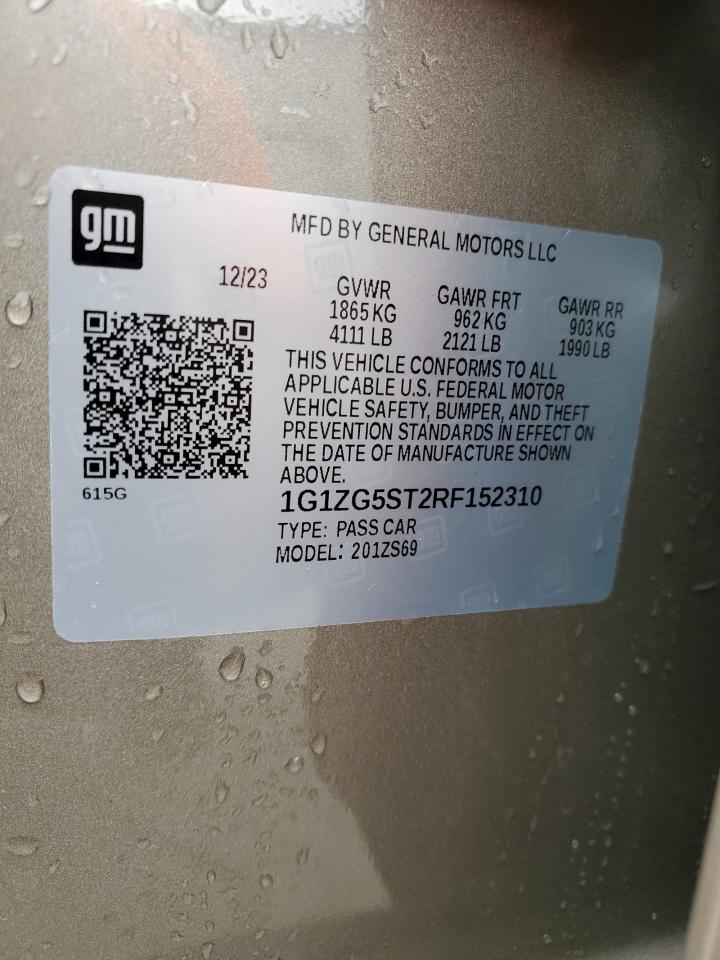 gm
MFD BY GENERAL MOTORS LLC
12/23
GVWR
1865 KG
4111 LB
GAWR FRT
962 KG
2121 LB
GAWR RR
903 KG
1990 LB
THIS VEHICLE CONFORMS TO ALL
APPLICABLE U.S. FEDERAL MOTOR
VEHICLE SAFETY, BUMPER, AND THEFT
PREVENTION STANDARDS IN EFFECT ON
THE DATE OF MANUFACTURE SHOWN
ABOVE.
615G
1G1ZG5ST2RF152310
TYPE: PASS CAR
MODEL: 201ZS69